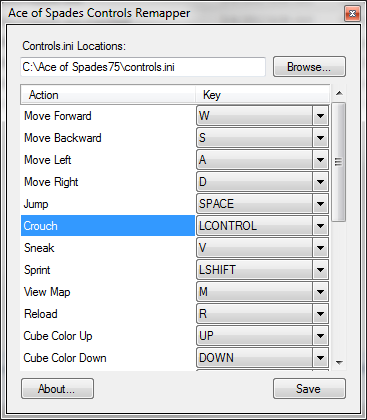 Ace of Spades Controls Remapper
Controls.ini Locations:
C:\Ace of Spades75\controls.ini Browse...
Action Key
Move Forward W
Move Backward S
Move Left A
Move Right D
Jump SPACE
Crouch LCONTROL
Sneak V
Sprint LSHIFT
View Map M
Reload R
Cube Color Up UP
Cube Color Down DOWN
About... Save